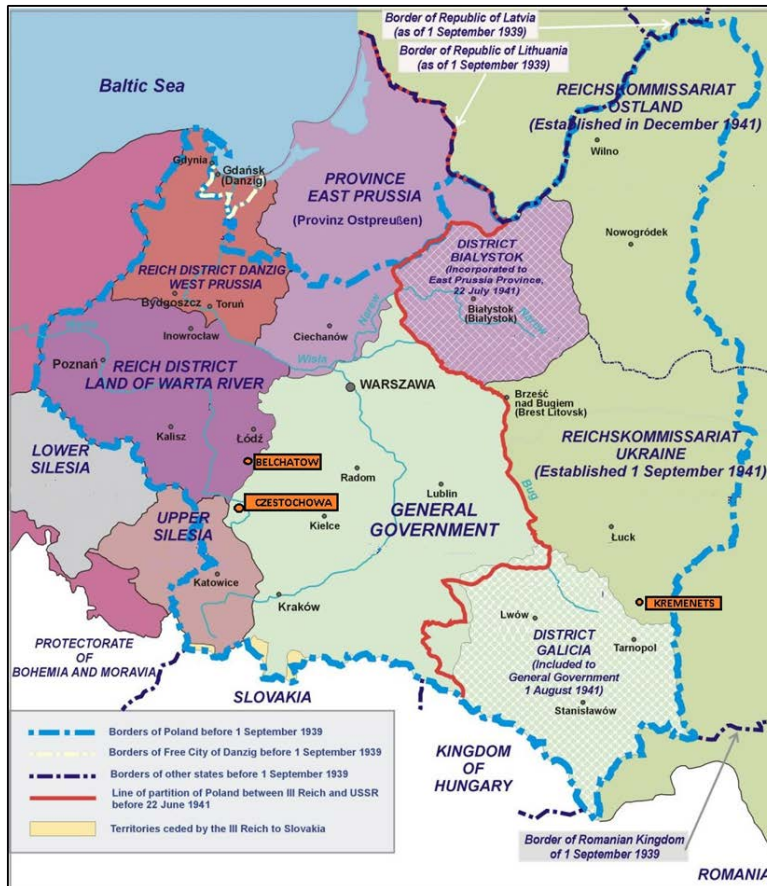 Border of Republic of Latvia
(as of 1 September 1939)
Border of Republic of Lithuania
(as of 1 September 1939)
Baltic Sea
REICHSKOMMISSARIAT
OSTLAND
(Established in December 1941)
Wilno
Gdynia
Gdańsk
(Danzig)
PROVINCE
EAST PRUSSIA
(Provinz Ostpreußen)
Nowogródek
REICH DISTRICT DANZIG
WEST PRUSSIA
Bydgoszcz
Toruń
DISTRICT
BIALYSTOK
(Incorporated to
East Prussia Province,
22 July 1941)
Białystok
(Bialystok)
Narew
Narew
Inowrocław
Ciechanów
Wisła
Poznań
REICH DISTRICT
LAND OF WARTA RIVER
WARSZAWA
Brześć
nad Bugiem
(Brest Litovsk)
Kalisz
Łódź
LOWER
SILESIA
BELCHATOW
Radom
Lublin
Bug
REICHSKOMMISSARIAT
UKRAINE
(Established 1 September 1941)
CZESTOCHOWA
UPPER
SILESIA
Kielce
GENERAL
GOVERNMENT
Łuck
Katowice
Kraków
KREMENETS
Lwów
Tarnopol
DISTRICT
GALICIA
(Included to
General Government
1 August 1941)
Stanisławów
PROTECTORATE
OF
BOHEMIA AND MORAVIA
SLOVAKIA
KINGDOM
OF
HUNGARY
Borders of Poland before 1 September 1939
Borders of Free City of Danzig before 1 September 1939
Borders of other states before 1 September 1939
Line of partition of Poland between III Reich and USSR
before 22 June 1941
Territories ceded by the III Reich to Slovakia
Border of Romanian Kingdom
of 1 September 1939
ROMANIA